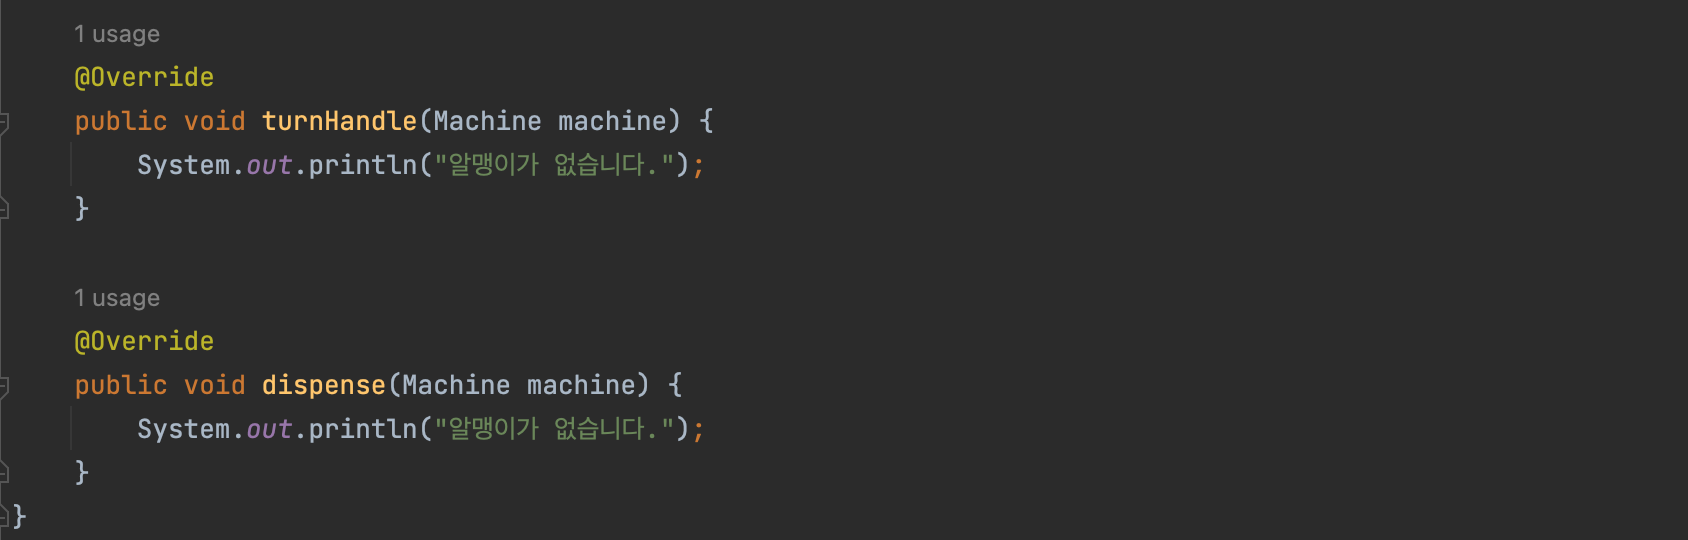 1 usage
@Override
public void turnHandle(Machine machine) {
System.out.println("알맹이가 없습니다.");
}
1 usage
@Override
public void dispense(Machine machine) {
System.out.println("알맹이가 없습니다.");
}
}